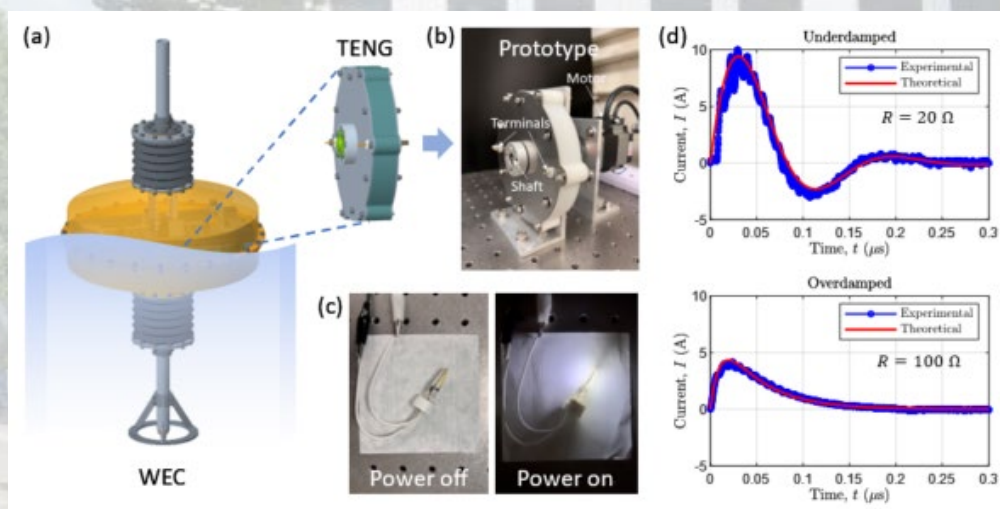 (a)
TENG
WEC
(b)
Prototype
Motor
Terminals
Shaft
(c)
Power off
Power on
(d)
Underdamped
10
5
0
-5
Current, I (A)
Experimental
Theoretical
R = 20 Ω
0
0.05
0.1
0.15
0.2
0.25
0.3
Time, t (μs)
Overdamped
10
5
0
-5
Current, I (A)
Experimental
Theoretical
R = 100 Ω
0
0.05
0.1
0.15
0.2
0.25
0.3
Time, t (μs)